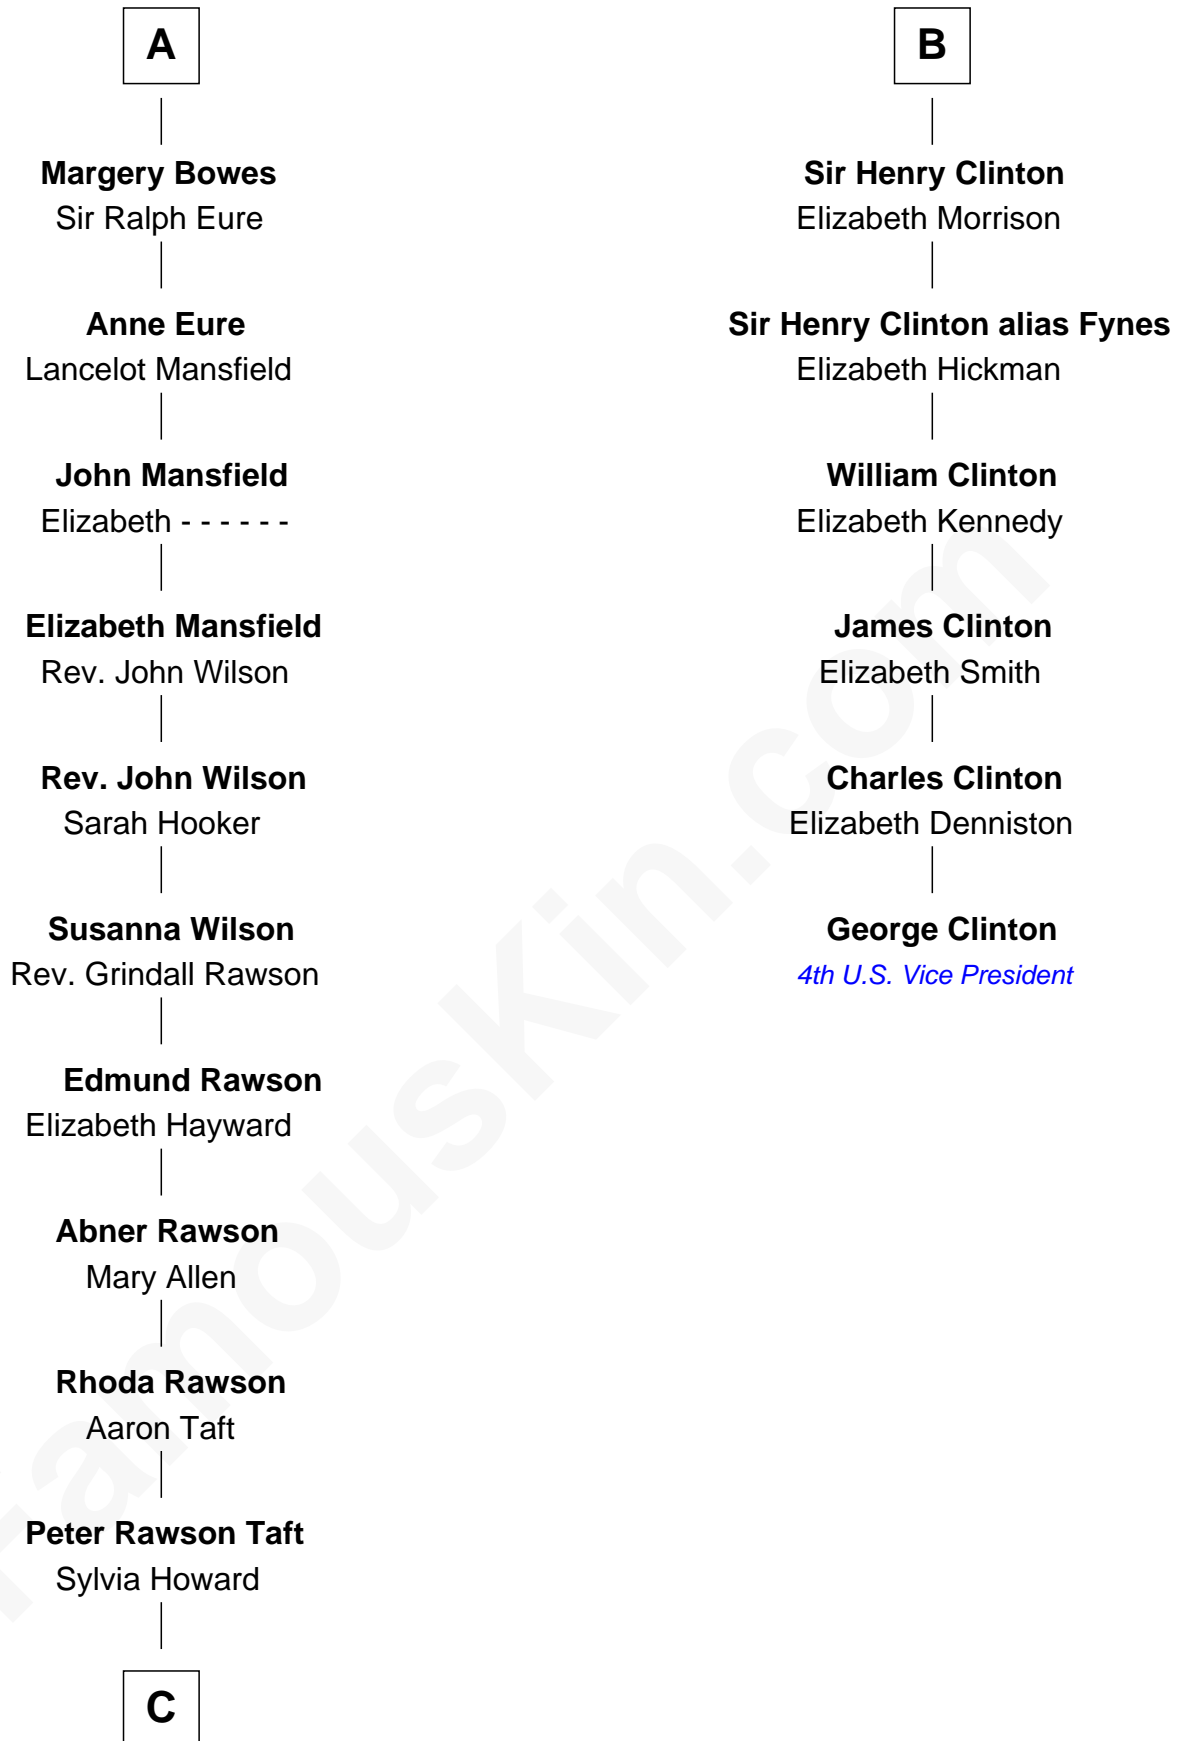 A
Margery Bowes
Sir Ralph Eure
Anne Eure
Lancelot Mansfield
John Mansfield
Elizabeth - - - - - -
Elizabeth Mansfield
Rev. John Wilson
Rev. John Wilson
Sarah Hooker
Susanna Wilson
Rev. Grindall Rawson
Edmund Rawson
Elizabeth Hayward
Abner Rawson
Mary Allen
Rhoda Rawson
Aaron Taft
Peter Rawson Taft
Sylvia Howard
C
B
Sir Henry Clinton
Elizabeth Morrison
Sir Henry Clinton alias Fynes
Elizabeth Hickman
William Clinton
Elizabeth Kennedy
James Clinton
Elizabeth Smith
Charles Clinton
Elizabeth Denniston
George Clinton
4th U.S. Vice President
FamousKin.com